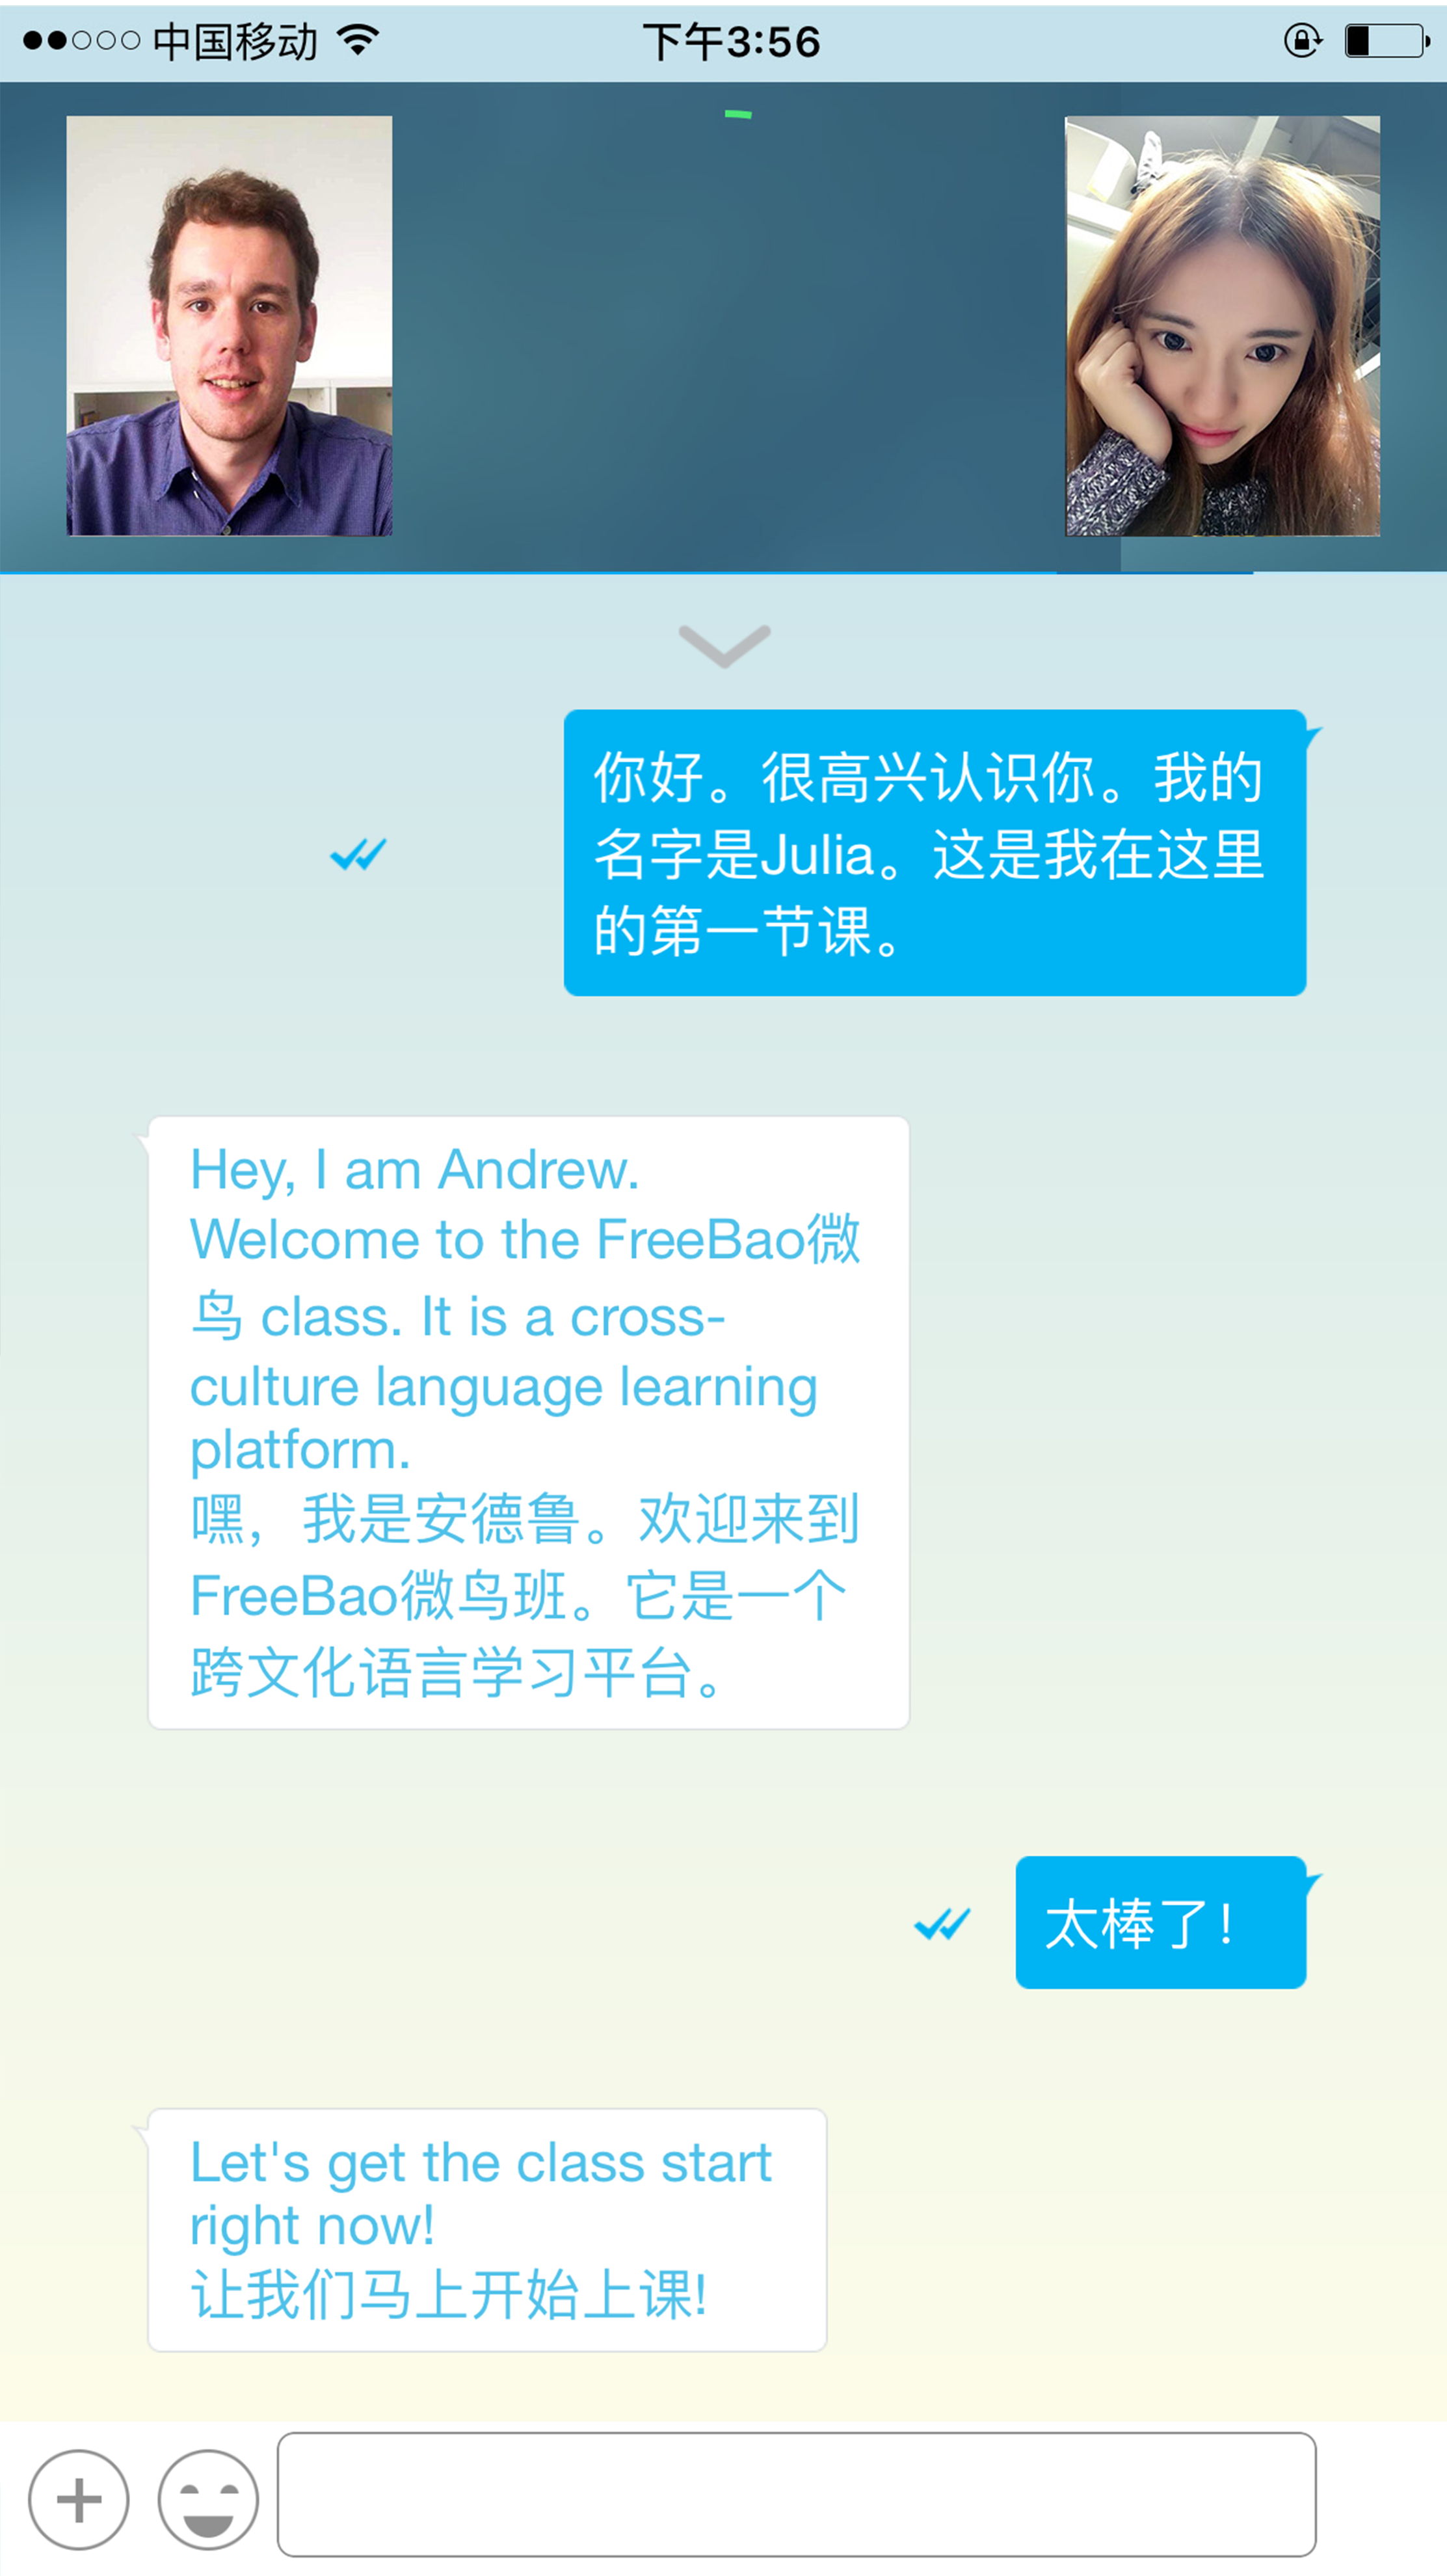 中国移动
下午3:56
你好。很高兴认识你。我的
名字是Julia。这是我在这里
的第一节课。
Hey, I am Andrew.
Welcome to the FreeBao微
鸟 class. It is a cross-
culture language learning
platform.
嘿，我是安德鲁。欢迎来到
FreeBao微鸟班。它是一个
跨文化语言学习平台。
太棒了！
Let's get the class start
right now!
让我们马上开始上课!